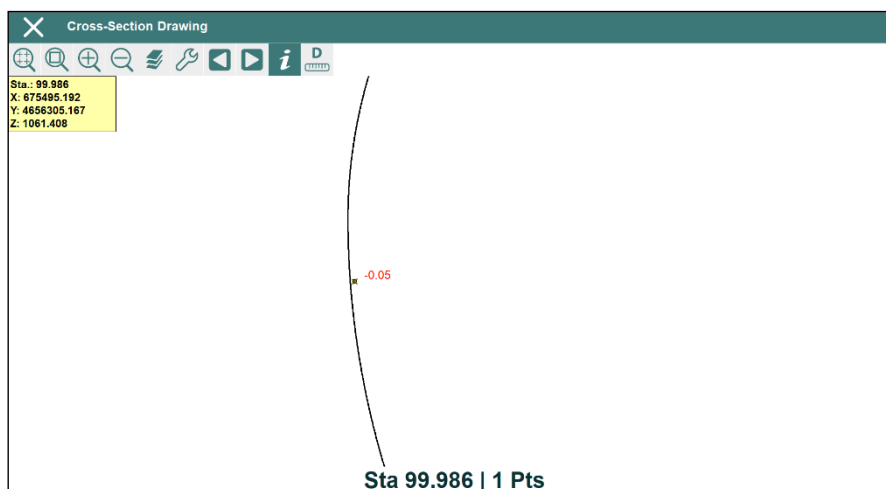 Cross-Section Drawing
i
D
Sta.: 99.986
X: 675495.192
Y: 4656305.167
Z: 1061.408
-0.05
Sta 99.986 | 1 Pts